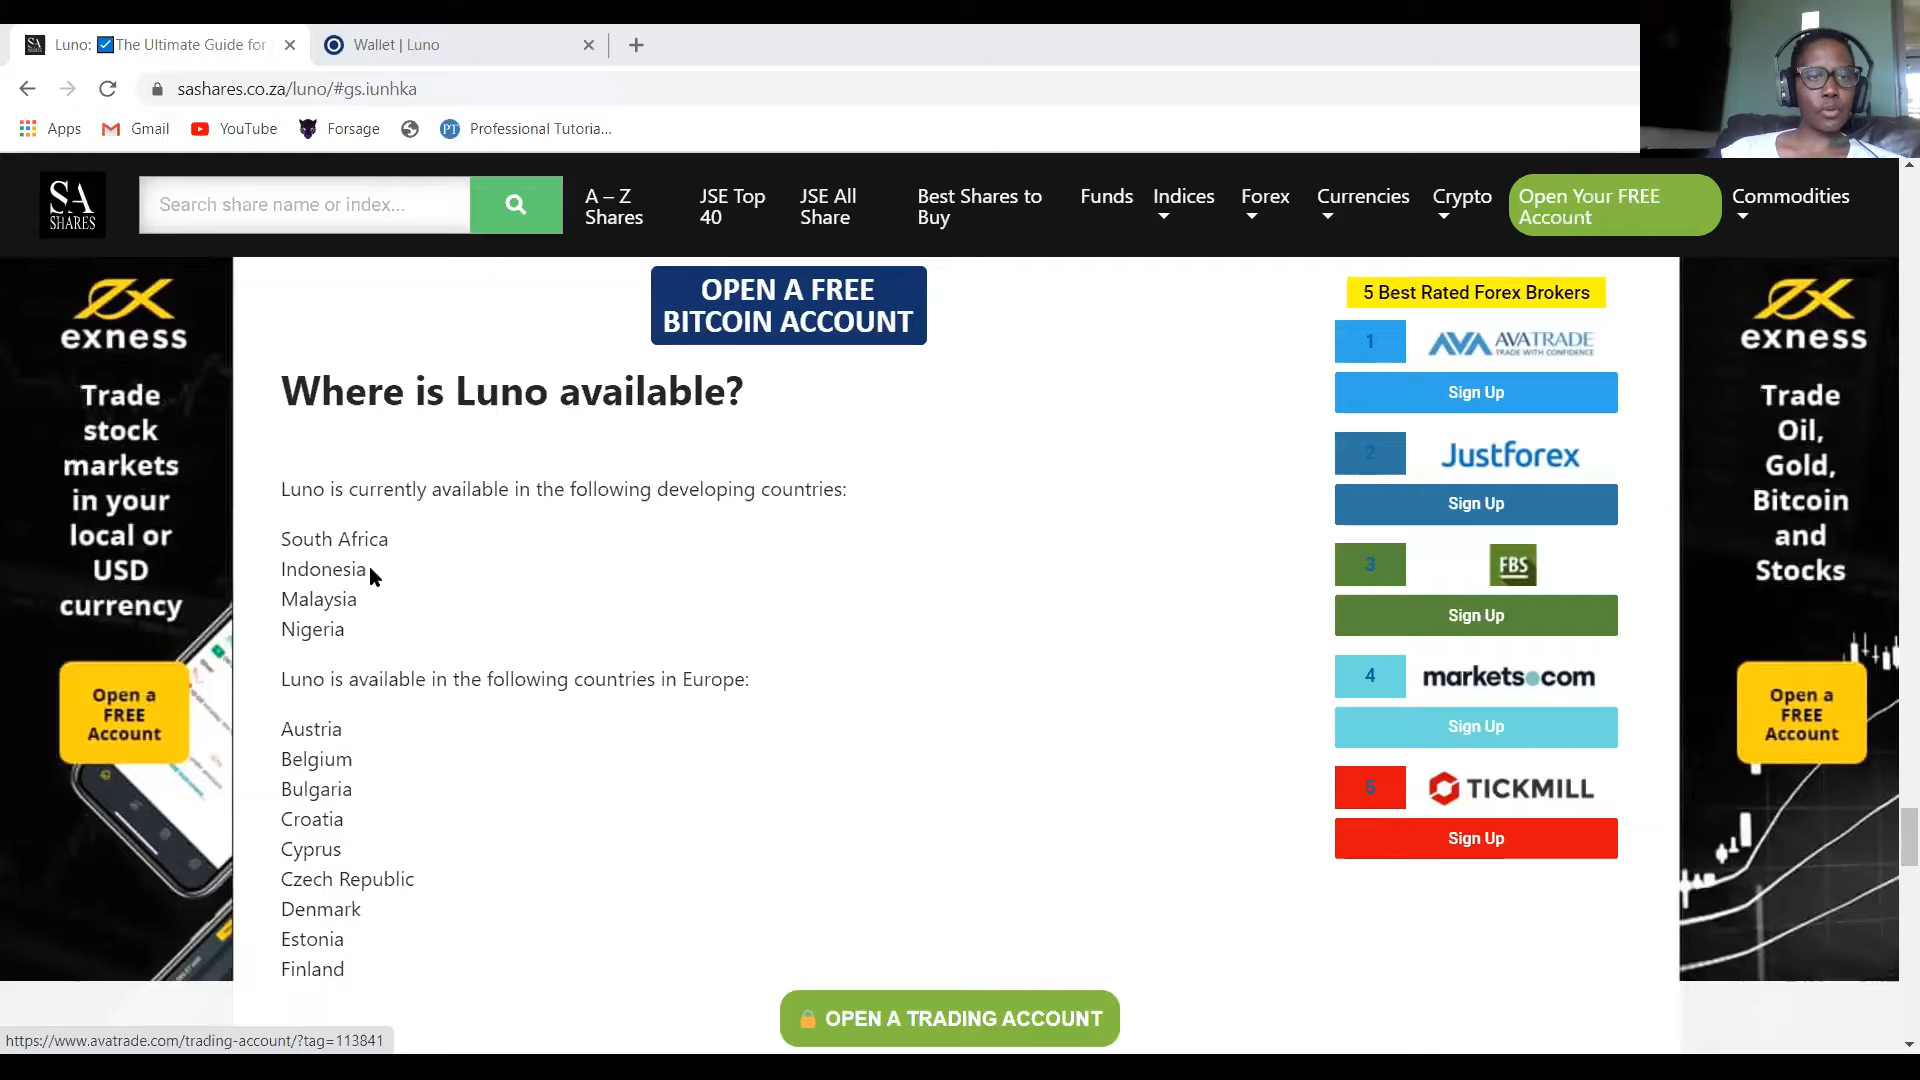 SA Luno: ☑The Ultimate Guide for
Wallet | Luno
sashares.co.za/luno/#gs.iunhka
Apps
Gmail
YouTube
Forsage
PT Professional Tutoria...
SA
SHARES
Search share name or index...
A – Z
Shares
JSE Top
40
JSE All
Share
Best Shares to
Buy
Funds
Indices
Forex
Currencies
Crypto
Open Your FREE
Account
Commodities
exness
Trade
stock
markets
in your
local or
USD
currency
Open a
FREE
Account
OPEN A FREE
BITCOIN ACCOUNT
Where is Luno available?
Luno is currently available in the following developing countries:
South Africa
Indonesia
Malaysia
Nigeria
Luno is available in the following countries in Europe:
Austria
Belgium
Bulgaria
Croatia
Cyprus
Czech Republic
Denmark
Estonia
Finland
5 Best Rated Forex Brokers
1 AVA AVATRADE
TRADE WITH CONFIDENCE
Sign Up
2 Justforex
Sign Up
3 FBS
Sign Up
4 markets.com
Sign Up
5 TICKMILL
Sign Up
exness
Trade
Oil,
Gold,
Bitcoin
and
Stocks
Open a
FREE
Account
OPEN A TRADING ACCOUNT
https://www.avatrade.com/trading-account/?tag=113841